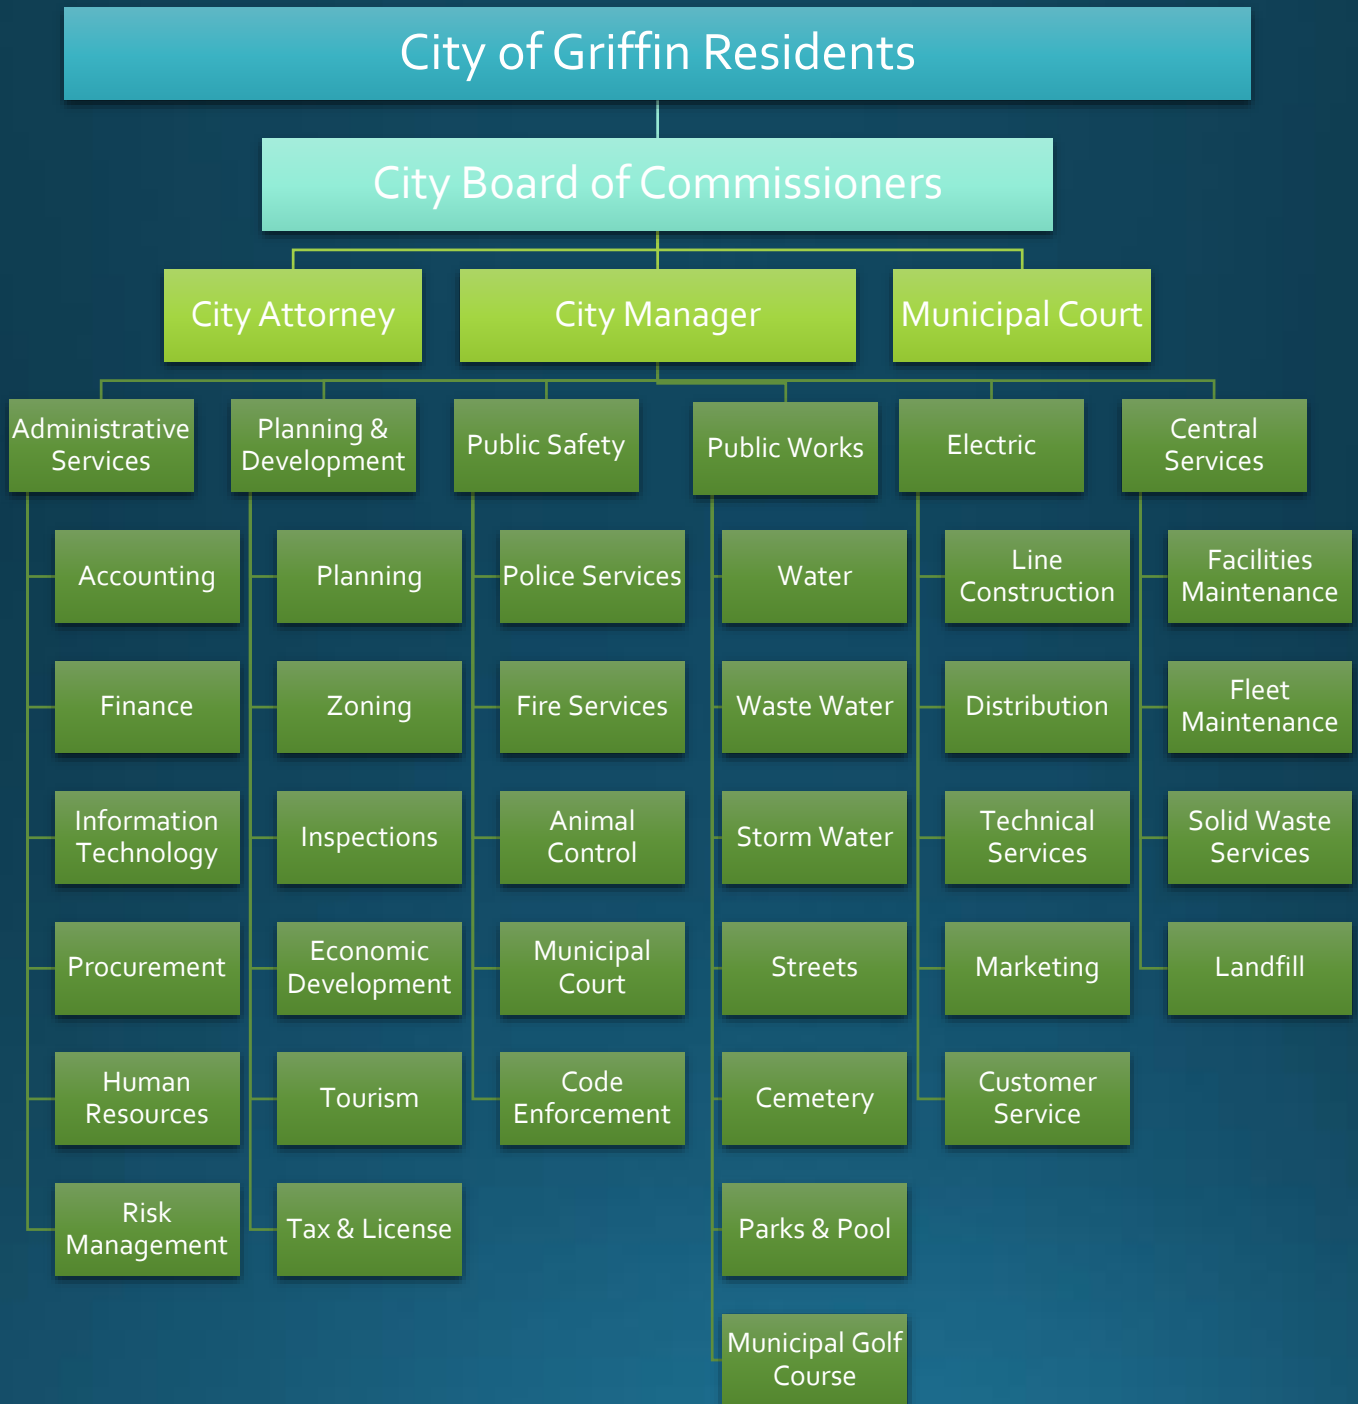 City of Griffin Residents
City Board of Commissioners
City Attorney
City Manager
Municipal Court
Administrative
Services
Planning &
Development
Public Safety
Public Works
Electric
Central
Services
Accounting
Finance
Information
Technology
Procurement
Human
Resources
Risk
Management
Planning
Zoning
Inspections
Economic
Development
Tourism
Tax & License
Police Services
Fire Services
Animal
Control
Municipal
Court
Code
Enforcement
Water
Waste Water
Storm Water
Streets
Cemetery
Parks & Pool
Municipal Golf
Course
Line
Construction
Distribution
Technical
Services
Marketing
Customer
Service
Facilities
Maintenance
Fleet
Maintenance
Solid Waste
Services
Landfill